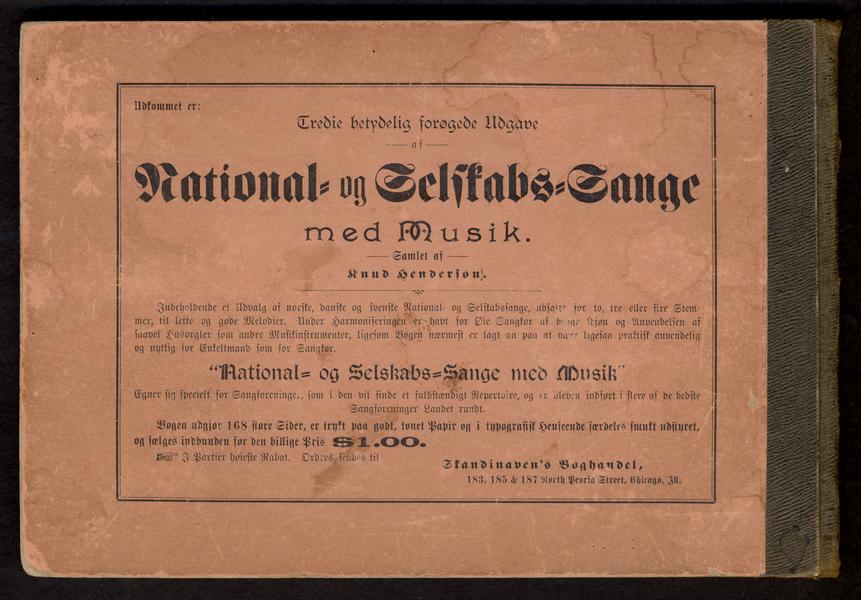 Udkommet er:
Tredie betydelig forøgede Udgave
af
National- og Selskabs-Sange
med Musik.
Samlet af
Knud Henderson.
Indeholdende et Udvalg af norske, danske og svenske National- og Selskabssange, udsatte for to, tre eller fire Stem-
mer, til lette og gode Melodier. Under Harmoniseringen er havt for Øie Sangkor af begge Kjøn og Anvendelsen af
saavel Husorgler som andre Musikinstrumenter, ligesom Bogen nærmest er lagt an paa at være ligesaa praktisk anvendelig
og nyttig for Enkeltmand som for Sangkor.
"National- og Selskabs-Sange med Musik"
Egner sig specielt for Sangforeninger, som i den vil finde et fuldstændigt Repertoire, og er bleven indført i flere af de bedste
Sangforeninger Landet rundt.
Bogen udgjør 168 store Sider, er trykt paa godt, tonet Papir og i typografisk Henseende særdeles smukt udstyret,
og sælges indbunden for den billige Pris $1.00.
I Partier høieste Rabat. Ordres sendes til
Skandinaven's Boghandel,
183, 185 & 187 North Peoria Street, Chicago, Ill.